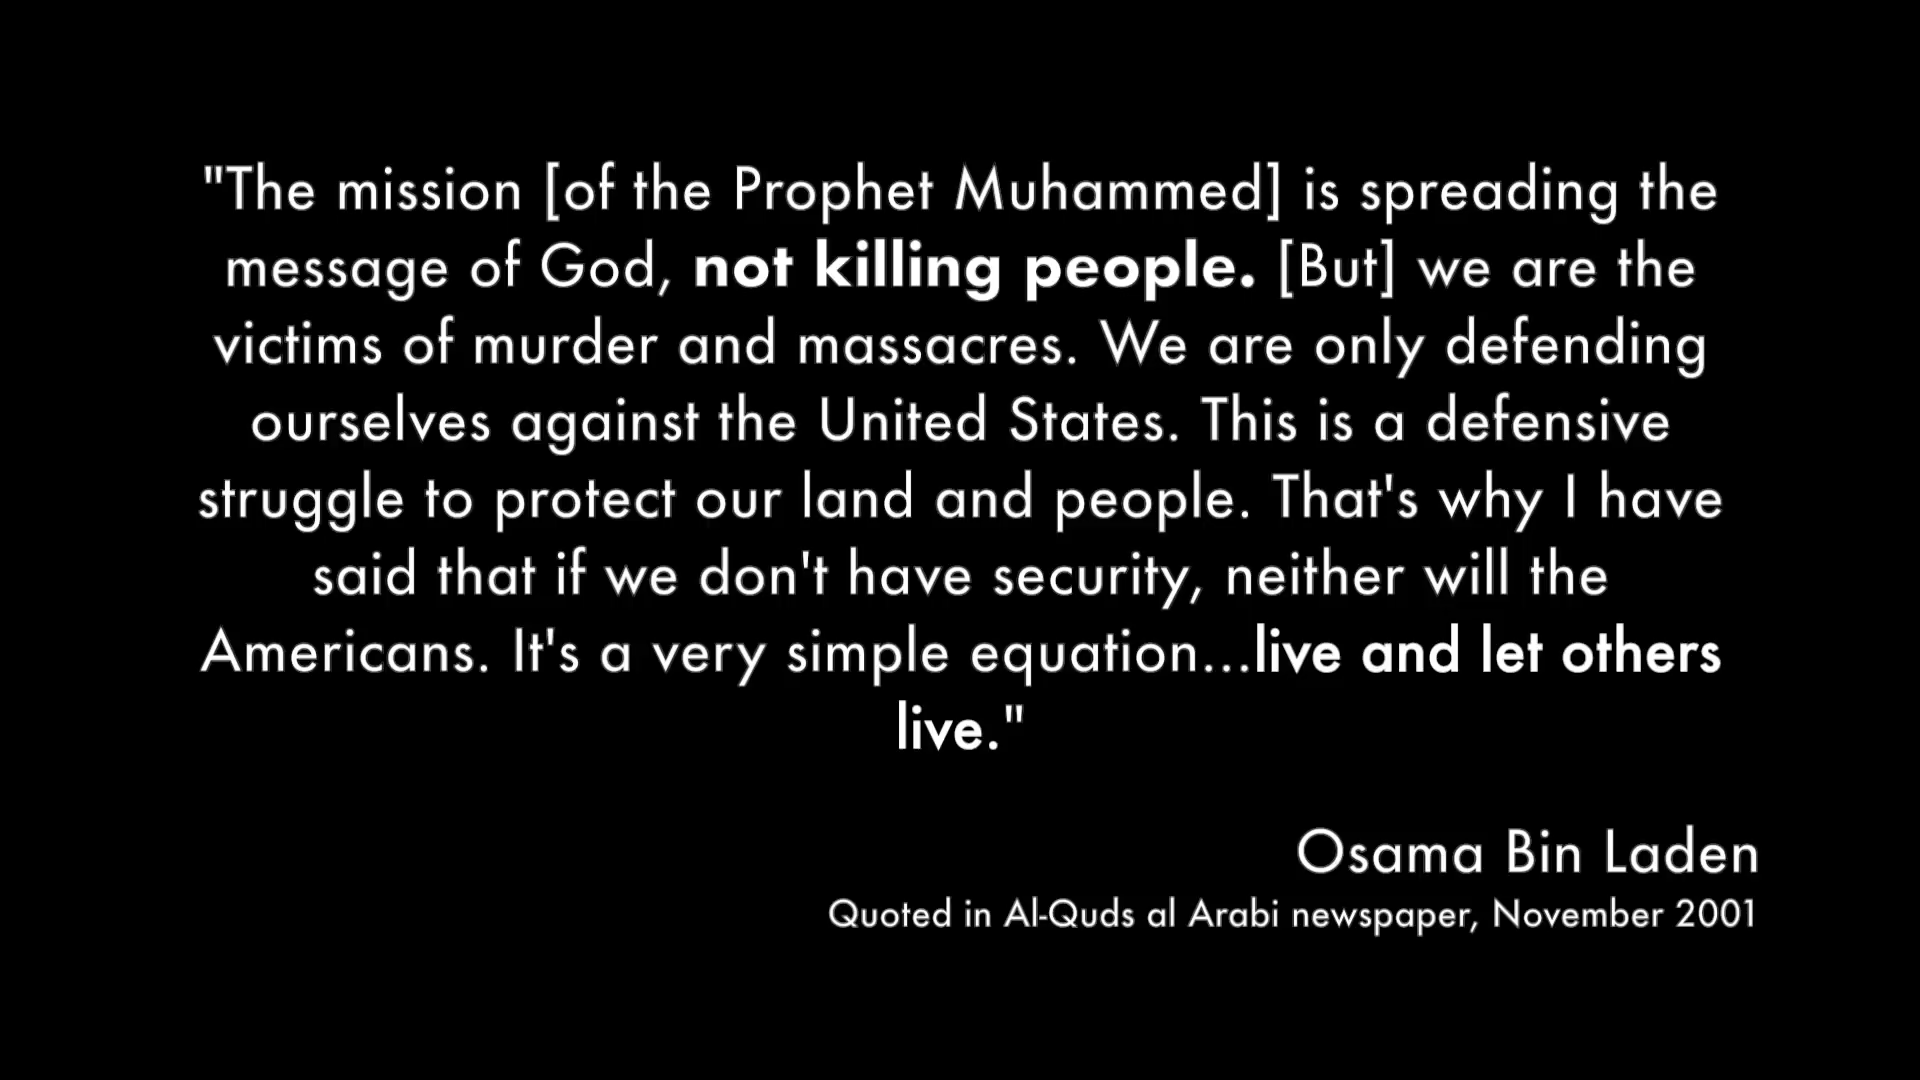 "The mission [of the Prophet Muhammed] is spreading the
message of God, not killing people. [But] we are the
victims of murder and massacres. We are only defending
ourselves against the United States. This is a defensive
struggle to protect our land and people. That's why I have
said that if we don't have security, neither will the
Americans. It's a very simple equation...live and let others
live."
Osama Bin Laden
Quoted in Al-Quds al Arabi newspaper, November 2001